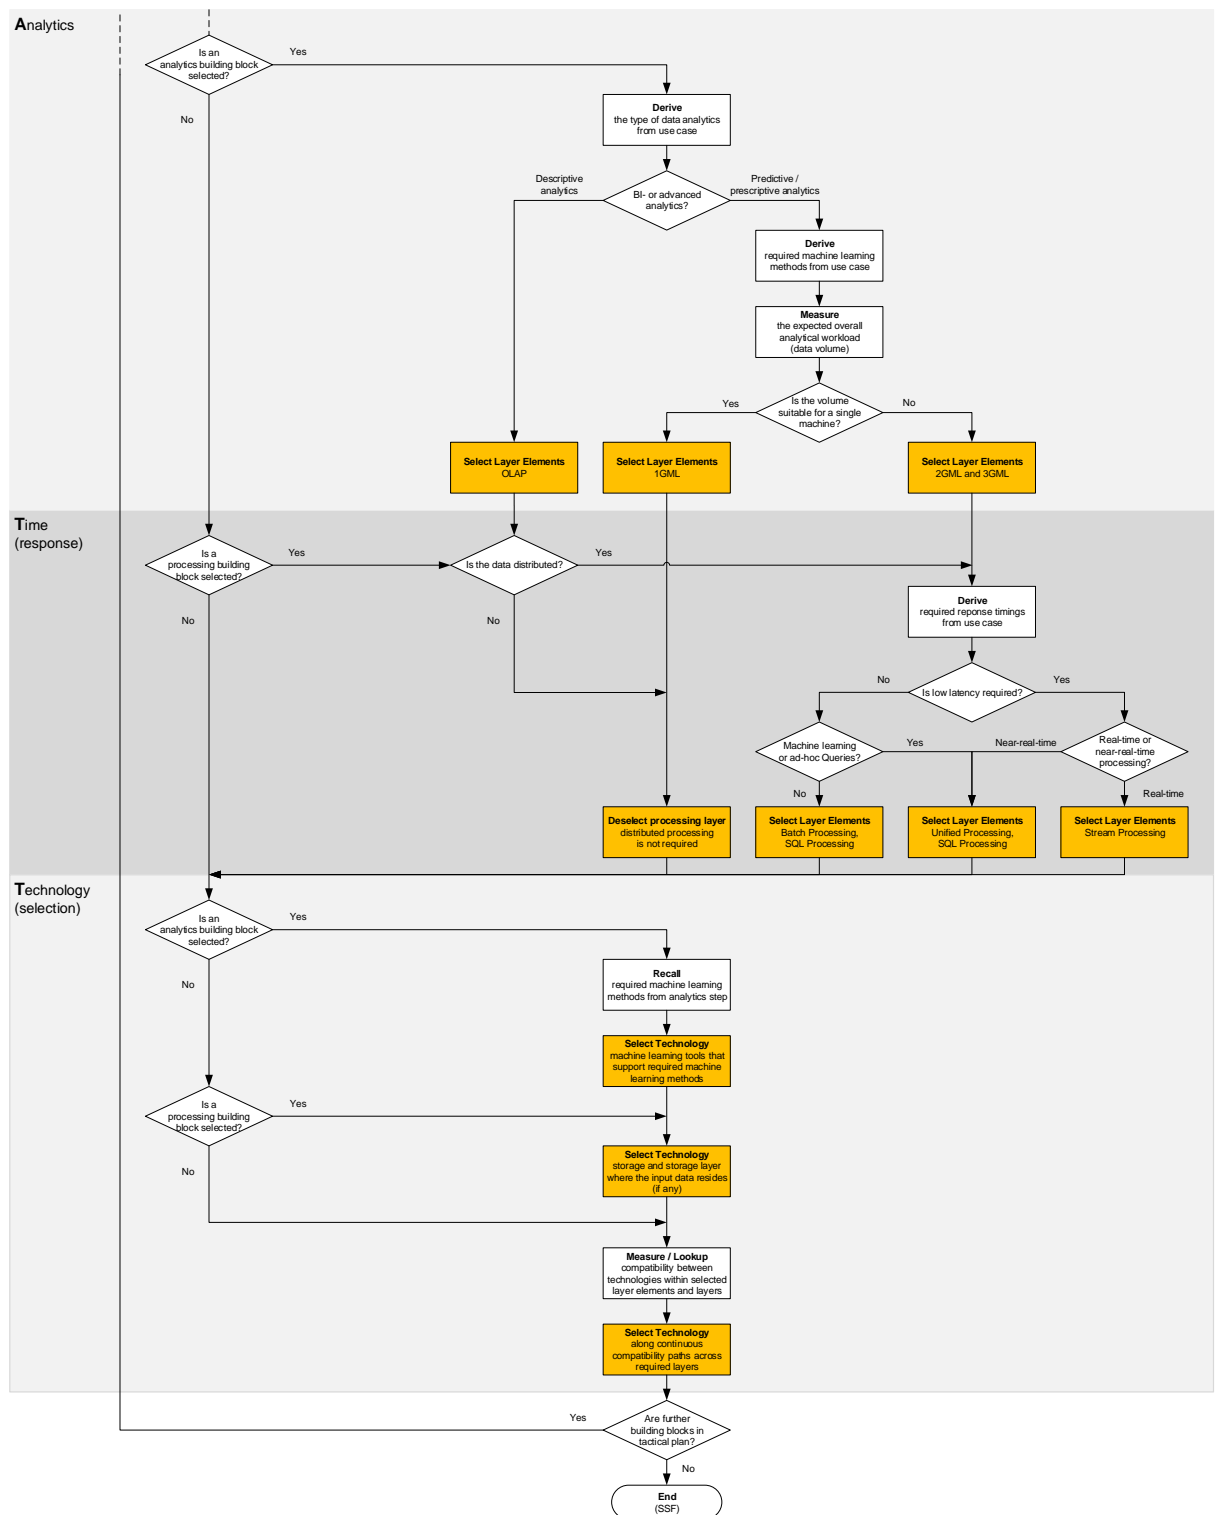 Analytics
Is an
analytics building block
selected?
Yes
No
Derive
the type of data analytics
from use case
Descriptive
analytics
BI- or advanced
analytics?
Predictive /
prescriptive analytics
Derive
required machine learning
methods from use case
Measure
the expected overall
analytical workload
(data volume)
Yes
Is the volume
suitable for a single
machine?
No
Select Layer Elements
OLAP
Select Layer Elements
1GML
Select Layer Elements
2GML and 3GML
Time
(response)
Is a
processing building
block selected?
Yes
No
Is the data distributed?
Yes
No
Derive
required reponse timings
from use case
No
Is low latency required?
Yes
Machine learning
or ad-hoc Queries?
Yes
No
Near-real-time
Real-time or
near-real-time
processing?
Real-time
Deselect processing layer
distributed processing
is not required
Select Layer Elements
Batch Processing,
SQL Processing
Select Layer Elements
Unified Processing,
SQL Processing
Select Layer Elements
Stream Processing
Technology
(selection)
Is an
analytics building block
selected?
Yes
No
Recall
required machine learning
methods from analytics step
Select Technology
machine learning tools that
support required machine
learning methods
Is a
processing building
block selected?
Yes
No
Select Technology
storage and storage layer
where the input data resides
(if any)
Measure / Lookup
compatibility between
technologies within selected
layer elements and layers
Select Technology
along continuous
compatibility paths across
required layers
Yes
Are further
building blocks in
tactical plan?
No
End
(SSF)